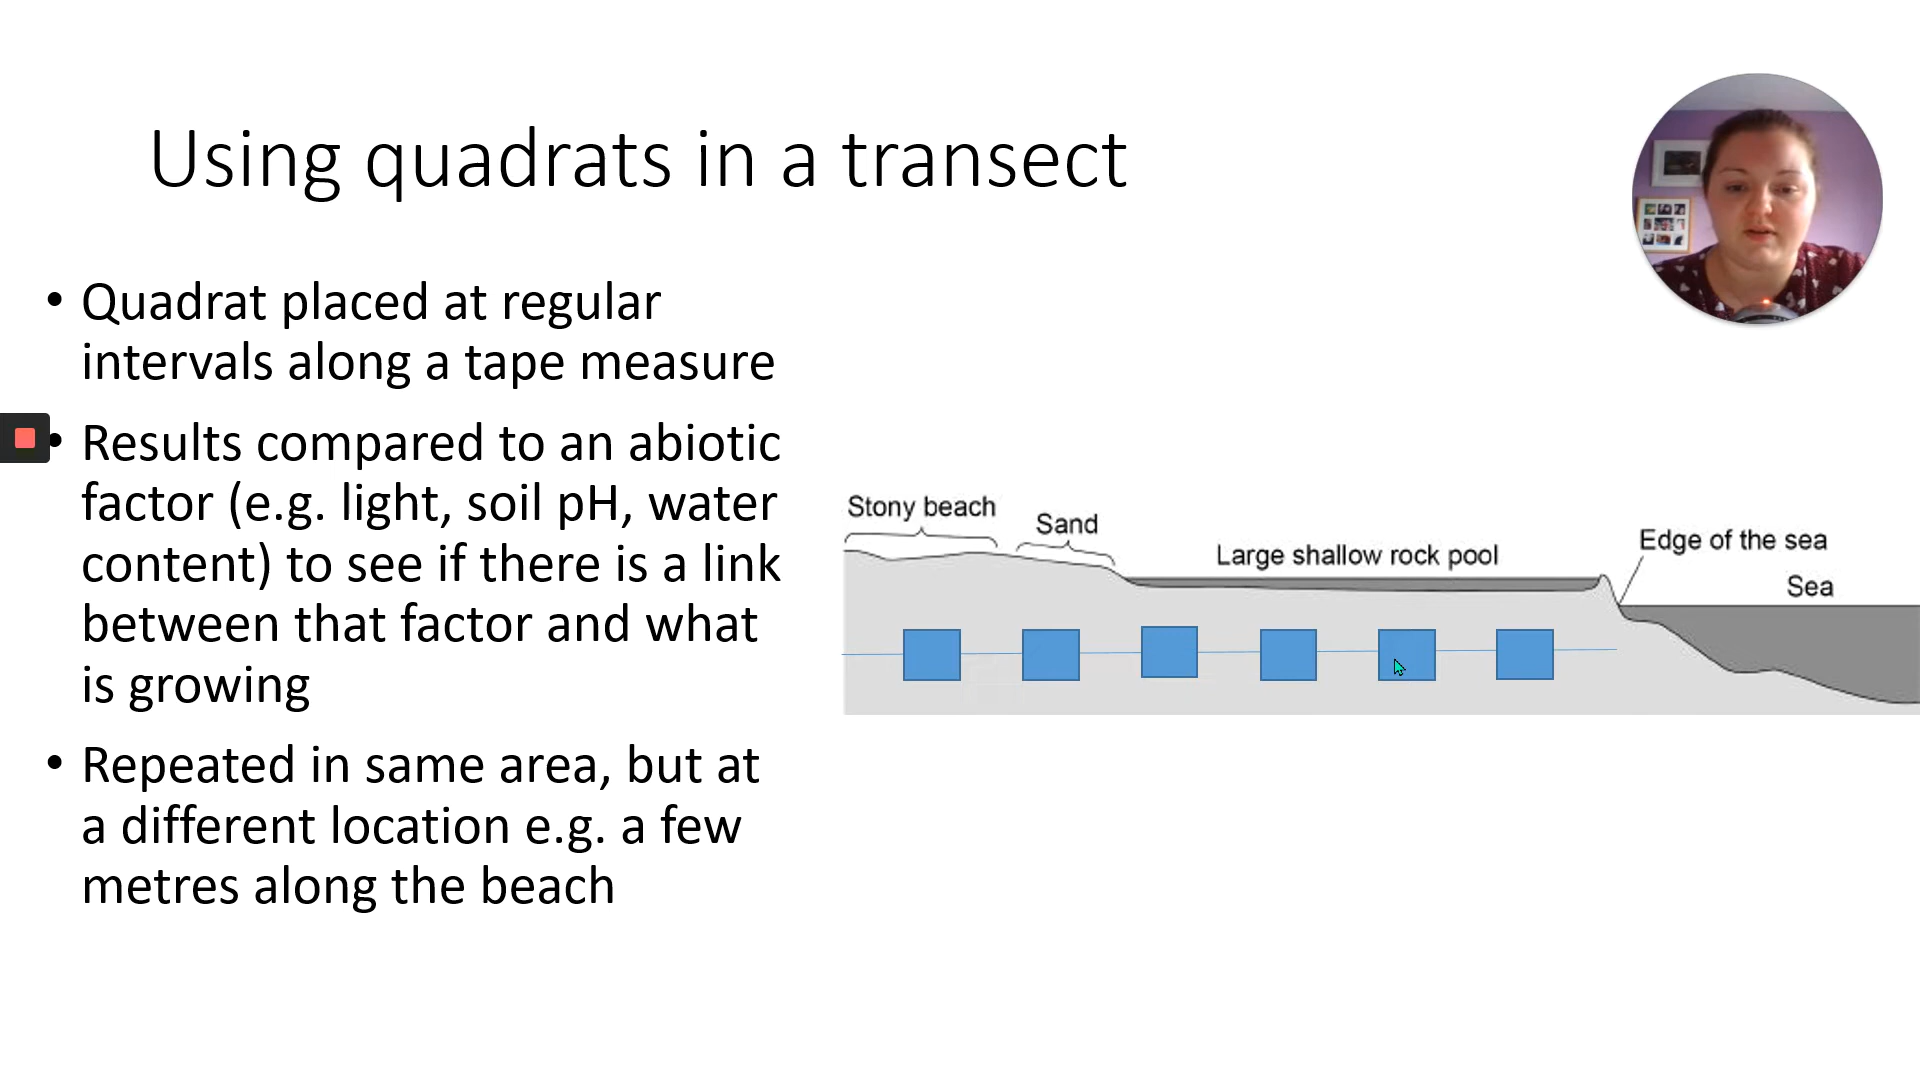 Using quadrats in a transect
• Quadrat placed at regular
intervals along a tape measure
• Results compared to an abiotic
factor (e.g. light, soil pH, water
content) to see if there is a link
between that factor and what
is growing
• Repeated in same area, but at
a different location e.g. a few
metres along the beach
Stony beach
Sand
Large shallow rock pool
Edge of the sea
Sea